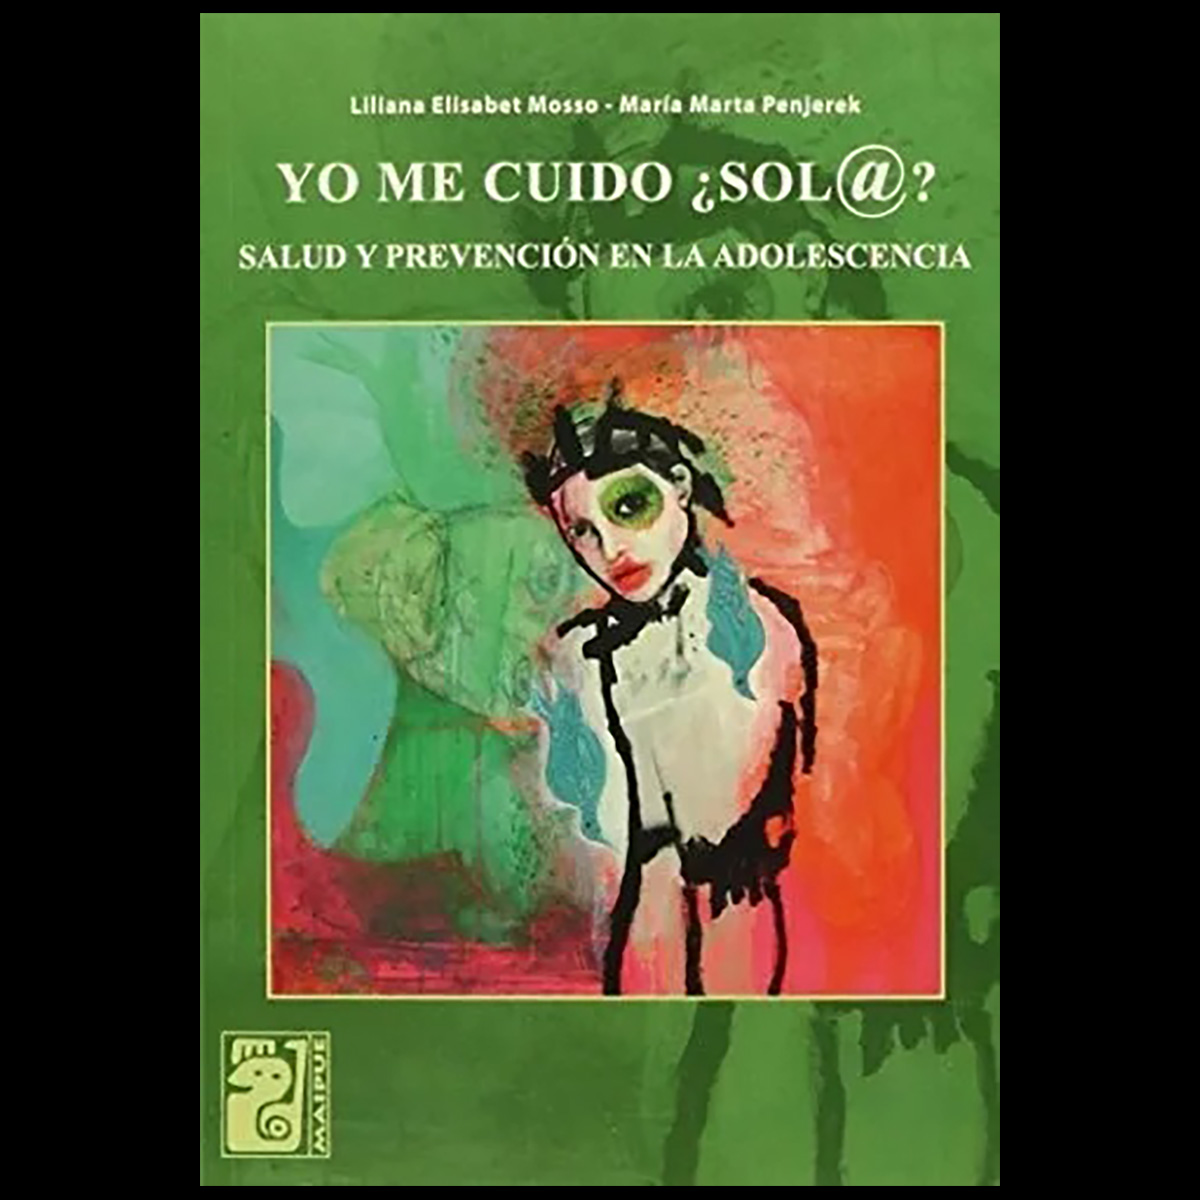 Liliana Elisabet Mosso - María Marta Penjerek
YO ME CUIDO ¿SOL@?
SALUD Y PREVENCIÓN EN LA ADOLESCENCIA
MAIPUE